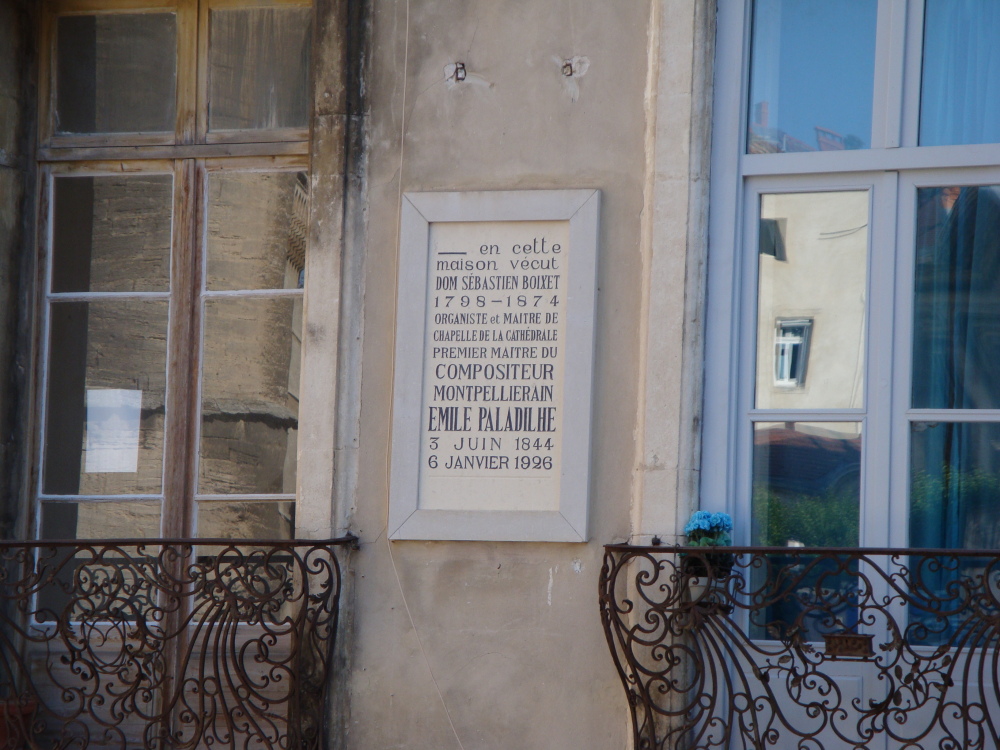 en cette
maison vécut
DOM SÉBASTIEN BOIXET
1798-1874
ORGANISTE et MAITRE DE
CHAPELLE DE LA CATHÉDRALE
PREMIER MAITRE DU
COMPOSITEUR
MONTPELLIERAIN
EMILE PALADILHE
3 JUIN 1844
6 JANVIER 1926